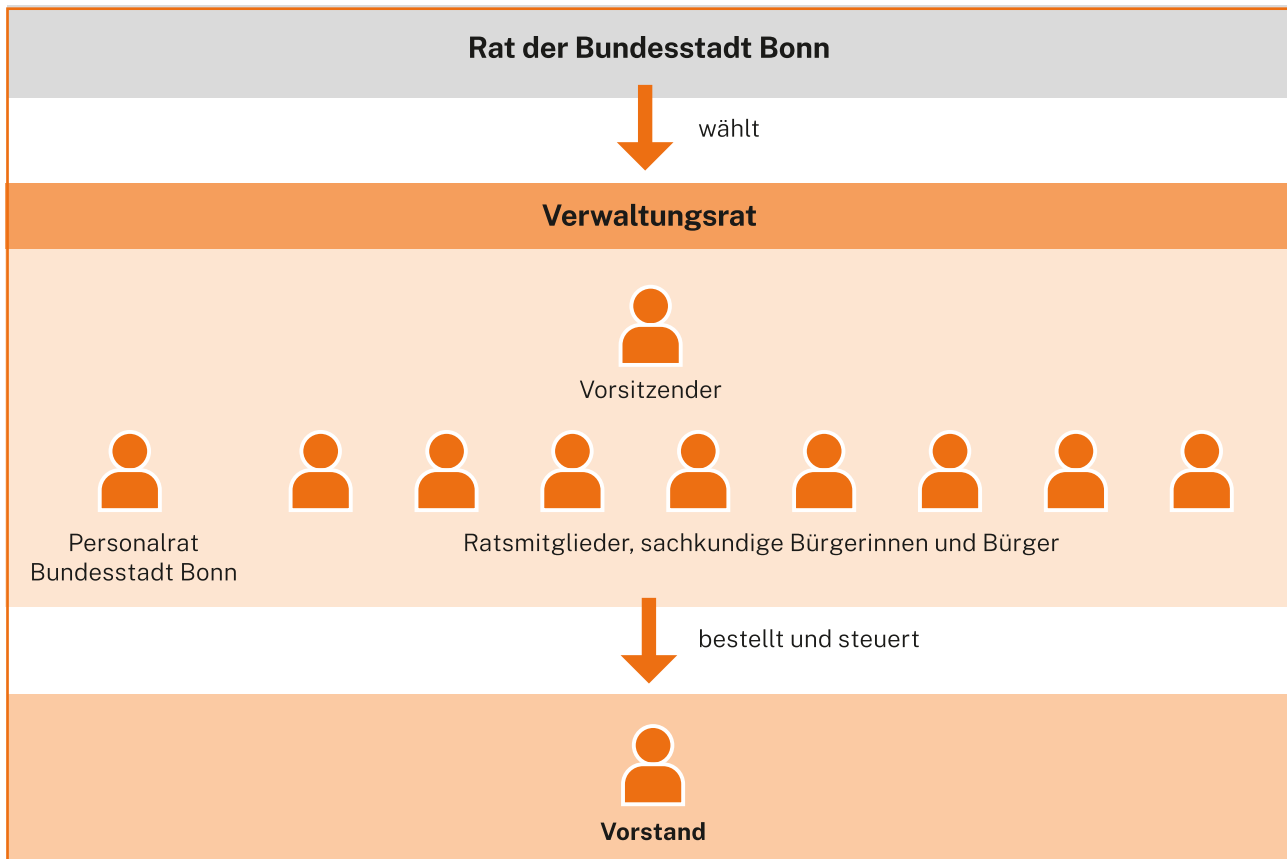 Rat der Bundesstadt Bonn
wählt
Verwaltungsrat
Vorsitzender
Personalrat
Bundesstadt Bonn
Ratsmitglieder, sachkundige Bürgerinnen und Bürger
bestellt und steuert
Vorstand